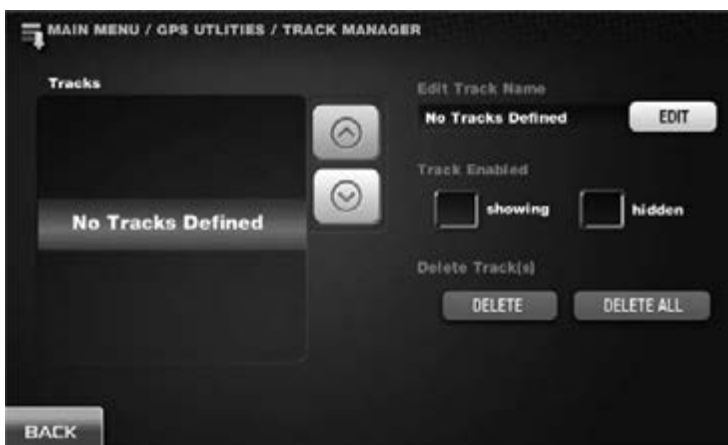 MAIN MENU / GPS UTLITIES / TRACK MANAGER
Tracks
No Tracks Defined
Edit Track Name
No Tracks Defined
EDIT
Track Enabled
showing
hidden
Delete Track(s)
DELETE
DELETE ALL
BACK